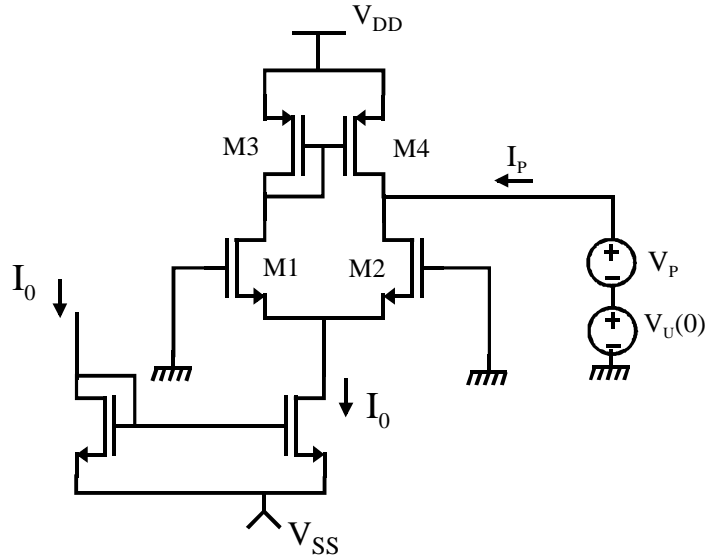 V_DD
M3
M4
I_P
M1
M2
V_P
I_0
V_U(0)
I_0
V_SS